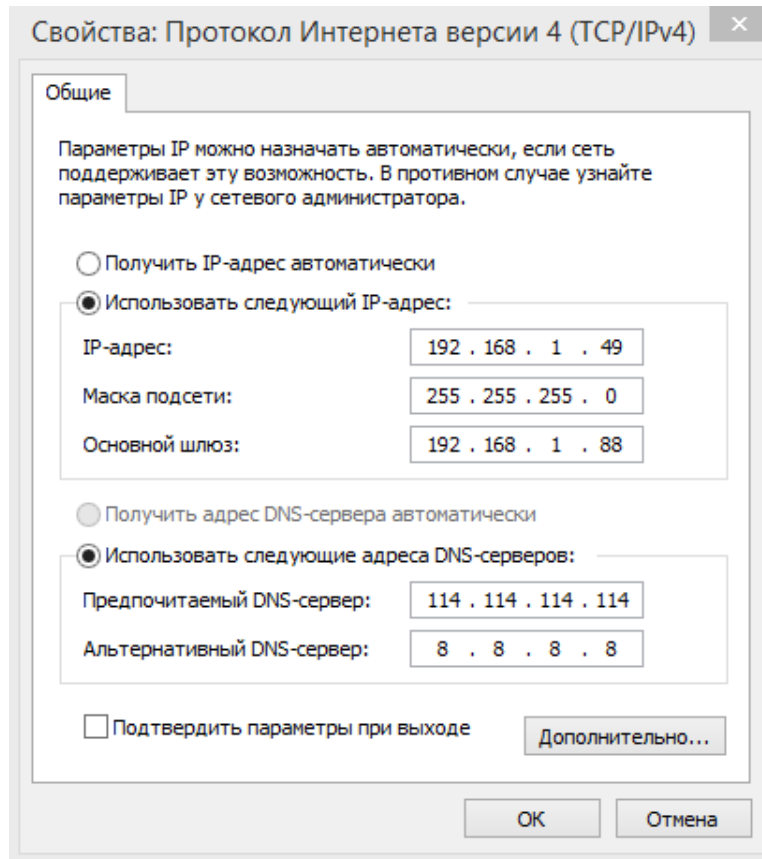 Свойства: Протокол Интернета версии 4 (TCP/IPv4)
Общие
Параметры IP можно назначать автоматически, если сеть
поддерживает эту возможность. В противном случае узнайте
параметры IP у сетевого администратора.
Получить IP-адрес автоматически
Использовать следующий IP-адрес:
IP-адрес: 192 . 168 . 1 . 49
Маска подсети: 255 . 255 . 255 . 0
Основной шлюз: 192 . 168 . 1 . 88
Получить адрес DNS-сервера автоматически
Использовать следующие адреса DNS-серверов:
Предпочитаемый DNS-сервер: 114 . 114 . 114 . 114
Альтернативный DNS-сервер: 8 . 8 . 8 . 8
Подтвердить параметры при выходе Дополнительно...
ОК Отмена